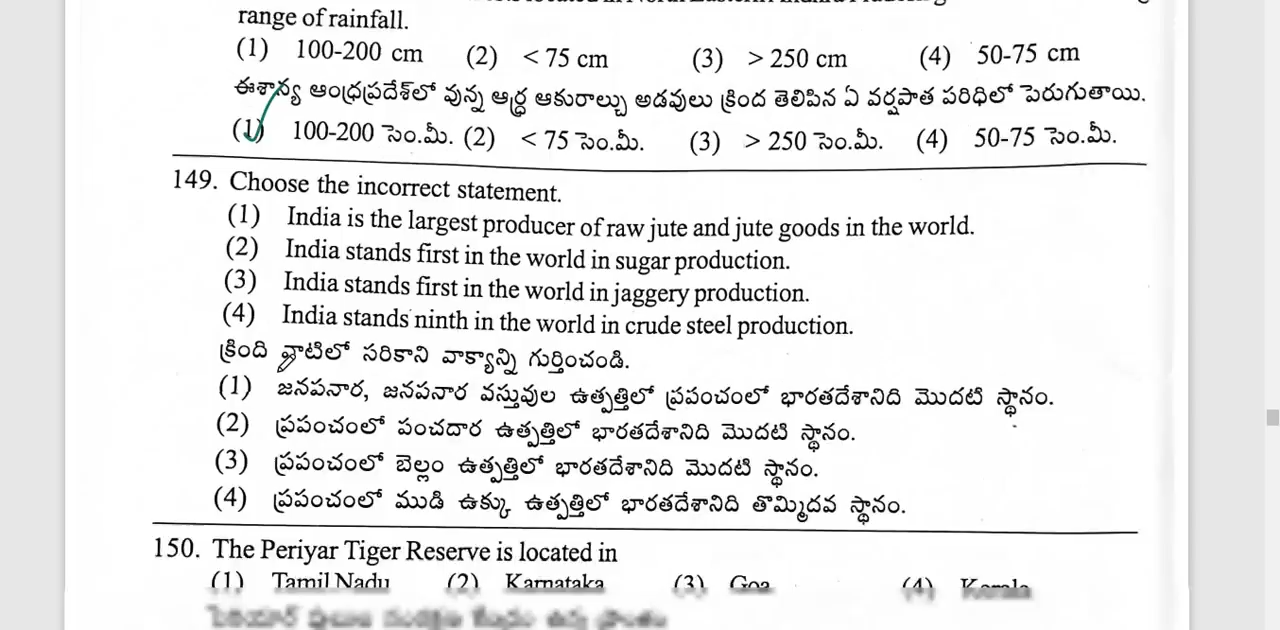 range of rainfall.
(1) 100-200 cm (2) < 75 cm (3) > 250 cm (4) 50-75 cm
ఈశాన్య ఆంధ్రప్రదేశ్‌లో వున్న ఆర్ద్ర ఆకురాల్చు అడవులు క్రింద తెలిపిన ఏ వర్షపాత పరిధిలో పెరుగుతాయి.
(1) 100-200 సెం.మీ. (2) < 75 సెం.మీ. (3) > 250 సెం.మీ. (4) 50-75 సెం.మీ.
149. Choose the incorrect statement.
(1) India is the largest producer of raw jute and jute goods in the world.
(2) India stands first in the world in sugar production.
(3) India stands first in the world in jaggery production.
(4) India stands ninth in the world in crude steel production.
క్రింది వ్రాటిలో సరికాని వాక్యాన్ని గుర్తించండి.
(1) జనపనార, జనపనార వస్తువుల ఉత్పత్తిలో ప్రపంచంలో భారతదేశానిది మొదటి స్థానం.
(2) ప్రపంచంలో పంచదార ఉత్పత్తిలో భారతదేశానిది మొదటి స్థానం.
(3) ప్రపంచంలో బెల్లం ఉత్పత్తిలో భారతదేశానిది మొదటి స్థానం.
(4) ప్రపంచంలో ముడి ఉక్కు ఉత్పత్తిలో భారతదేశానిది తొమ్మిదవ స్థానం.
150. The Periyar Tiger Reserve is located in
(1) Tamil Nadu (2) Karnataka (3) Goa (4) Kerala